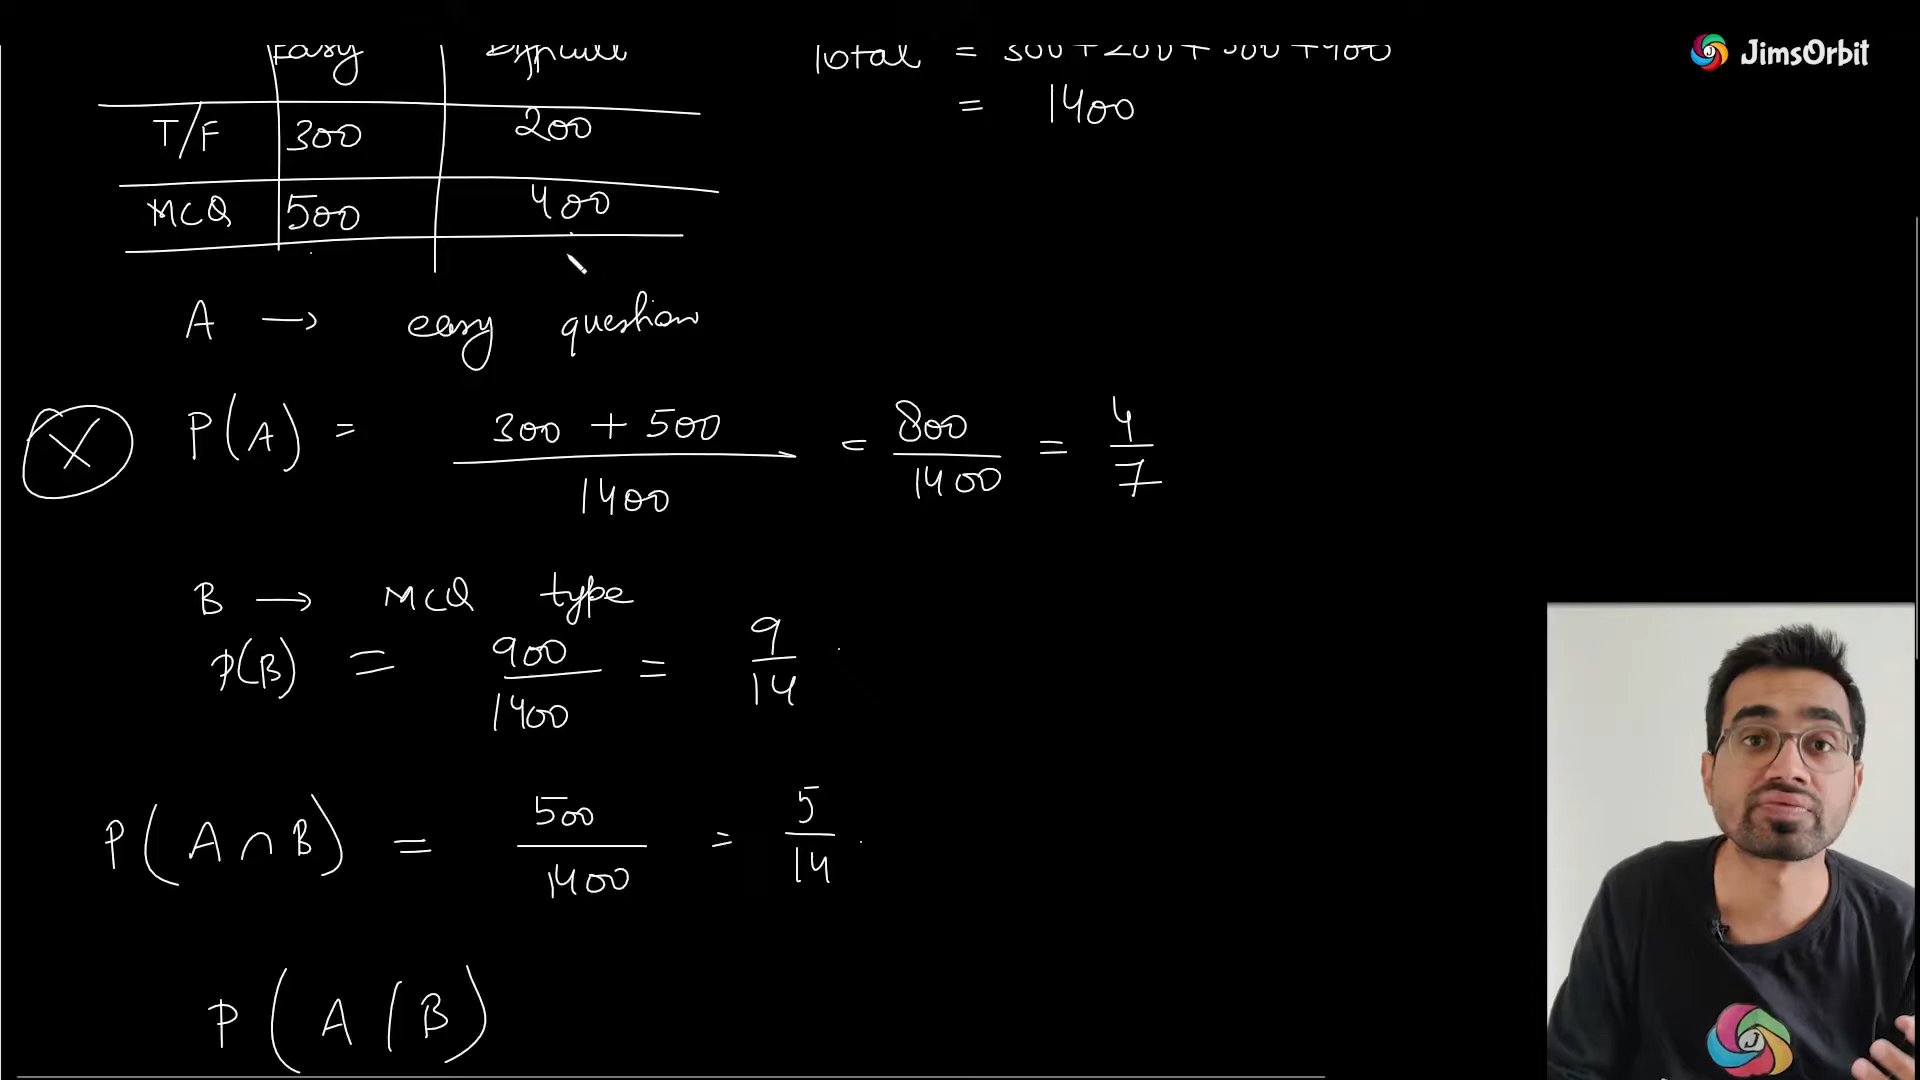 Easy
Total = 300 + 200 + 500 + 400
JimsOrbit
= 1400
T/F 300 200
MCQ 500 400
A → easy question
X P(A) = 300 + 500 / 1400 = 800 / 1400 = 4 / 7
B → MCQ type
P(B) = 900 / 1400 = 9 / 14
P(A ∩ B) = 500 / 1400 = 5 / 14
P(A / B)
J